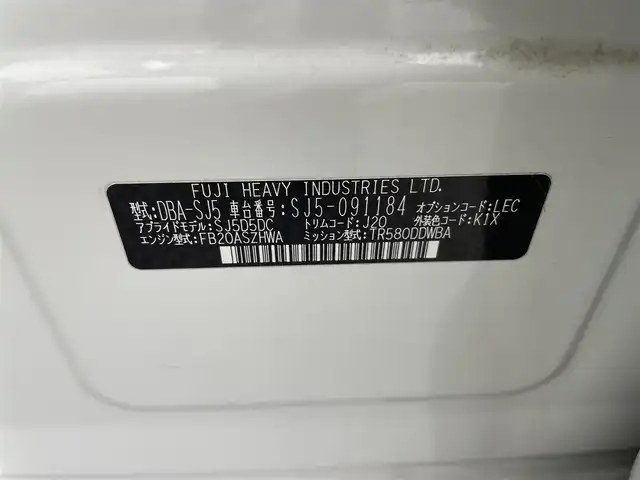 FUJI HEAVY INDUSTRIES LTD.
型式:DBA-SJ5 車台番号:SJ5-091184 オプションコード:LEC
アプライドモデル:SJ5D5DC トリムコード:J20 外装色コード:K1X
エンジン型式:FB20ASZHWA ミッション型式:TR580DDWBA